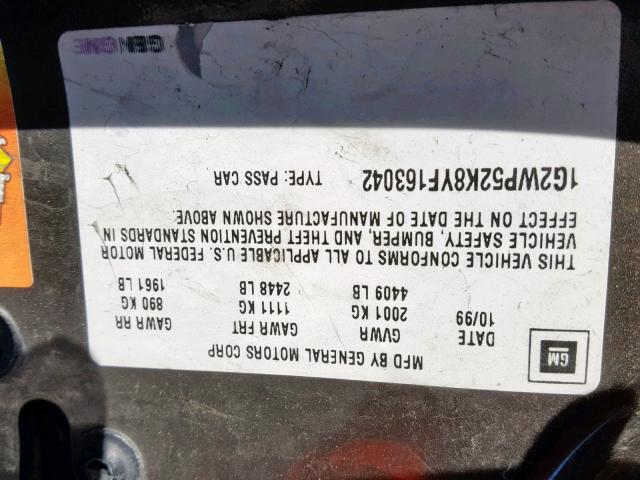 GM
MFD BY GENERAL MOTORS CORP
DATE GVWR GAWR FRT GAWR RR
10/99 2001 KG 1111 KG 890 KG
4409 LB 2448 LB 1961 LB
THIS VEHICLE CONFORMS TO ALL APPLICABLE U.S. FEDERAL MOTOR
VEHICLE SAFETY, BUMPER, AND THEFT PREVENTION STANDARDS IN
EFFECT ON THE DATE OF MANUFACTURE SHOWN ABOVE.
1G2WP52K8YF163042 TYPE: PASS CAR